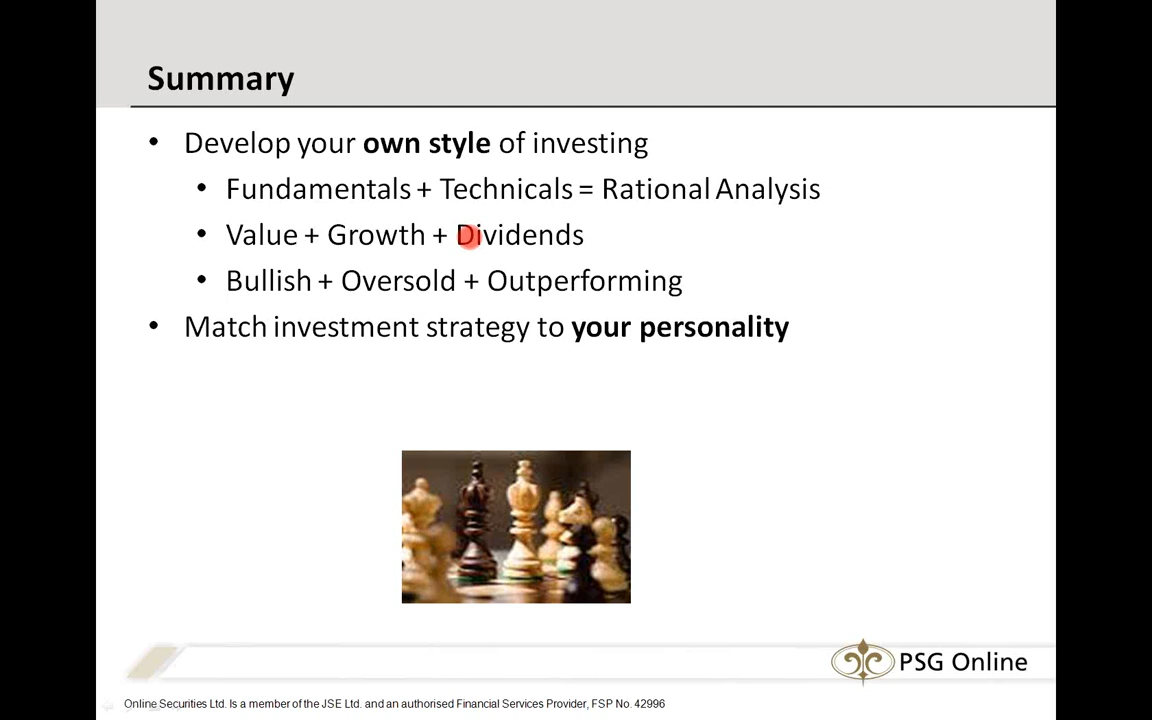 Summary
• Develop your own style of investing
• Fundamentals + Technicals = Rational Analysis
• Value + Growth + Dividends
• Bullish + Oversold + Outperforming
• Match investment strategy to your personality
PSG Online
Online Securities Ltd. Is a member of the JSE Ltd. and an authorised Financial Services Provider, FSP No. 42996